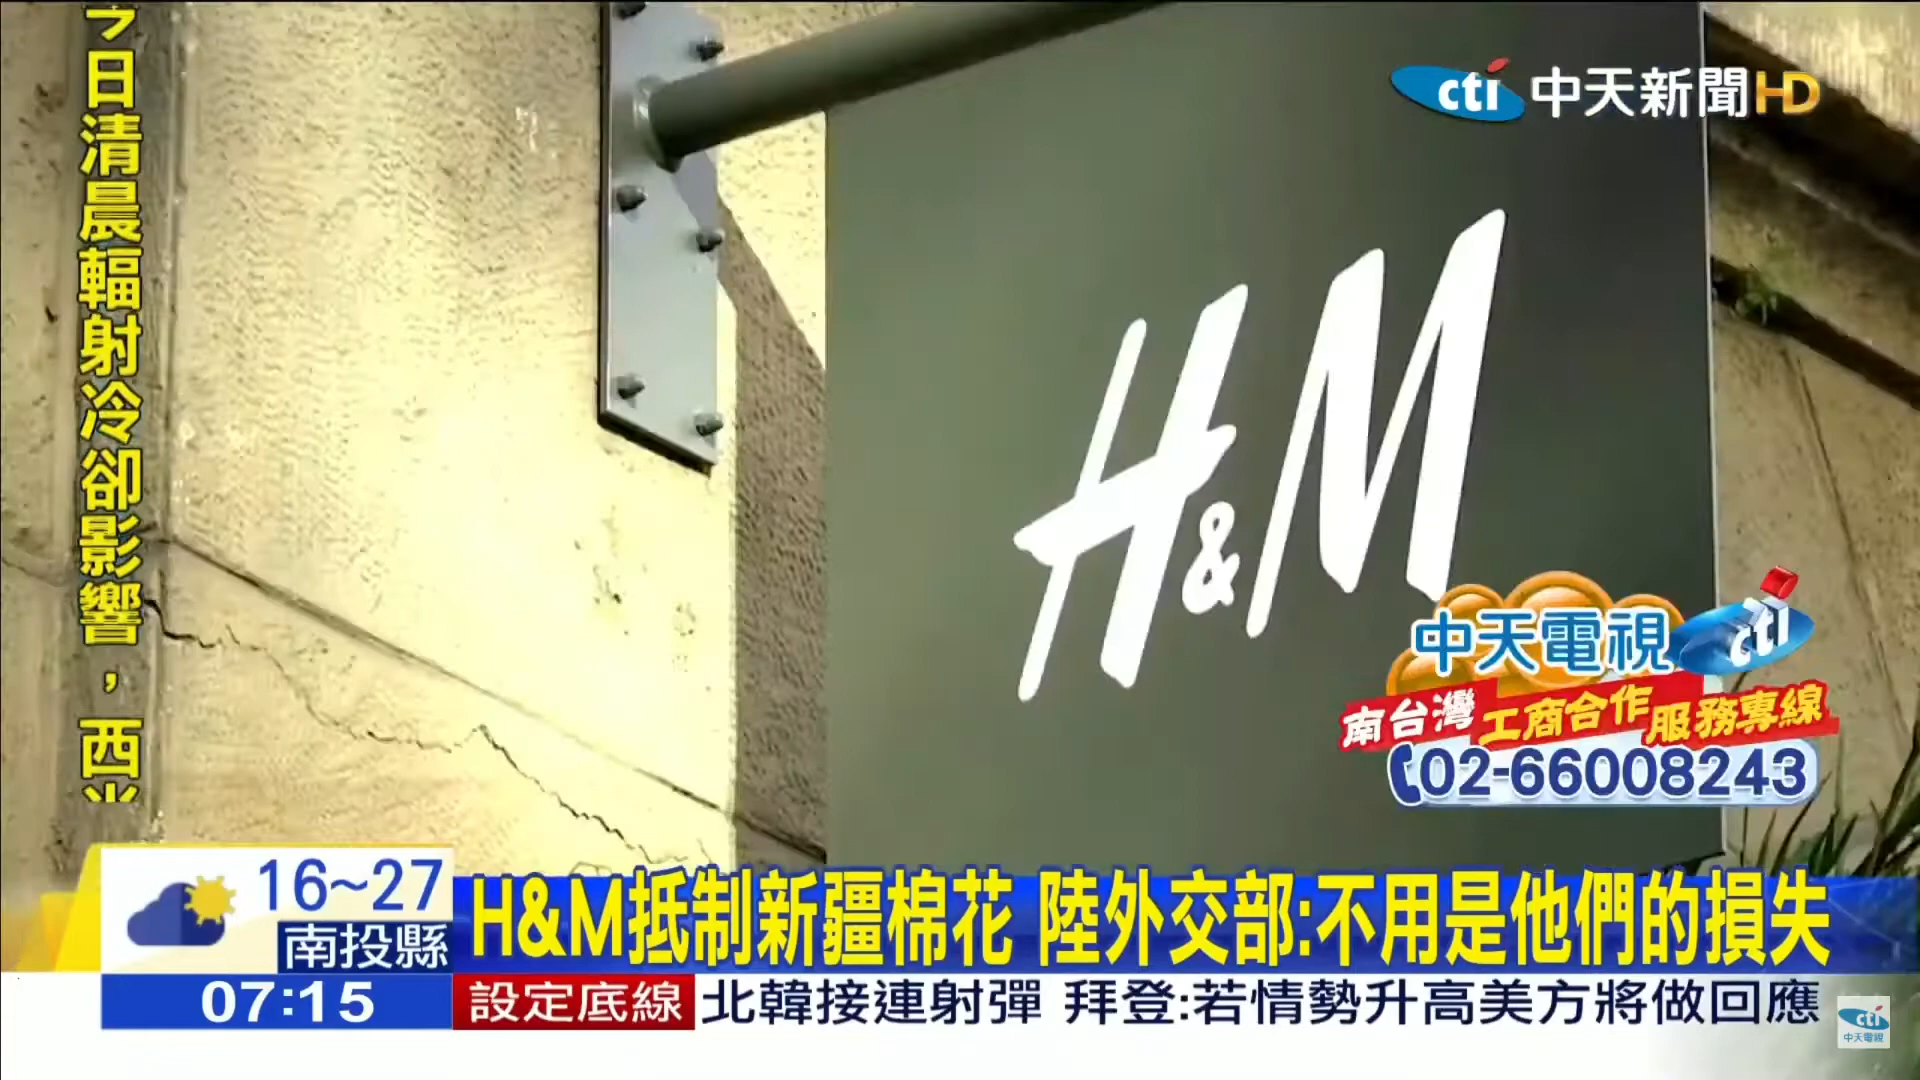 今日清晨輻射冷卻影響，西半
cti 中天新聞HD
H&M
中天電視 cti
南台灣 工商合作 服務專線
02-66008243
16~27
南投縣
H&M抵制新疆棉花 陸外交部:不用是他們的損失
07:15
設定底線 北韓接連射彈 拜登:若情勢升高美方將做回應
cti
中天電視